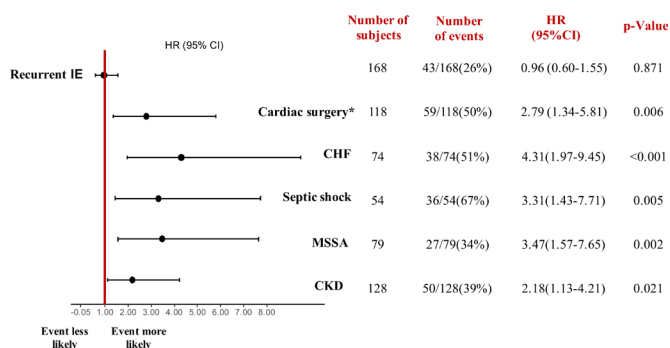 Number of subjects
Number of events
HR (95%CI)
p-Value
HR (95% CI)
Recurrent IE 168 43/168(26%) 0.96 (0.60-1.55) 0.871
Cardiac surgery* 118 59/118(50%) 2.79 (1.34-5.81) 0.006
CHF 74 38/74(51%) 4.31(1.97-9.45) <0.001
Septic shock 54 36/54(67%) 3.31(1.43-7.71) 0.005
MSSA 79 27/79(34%) 3.47(1.57-7.65) 0.002
CKD 128 50/128(39%) 2.18(1.13-4.21) 0.021
-0.05 1.00 2.00 3.00 4.00 5.00 6.00 7.00 8.00
Event less likely
Event more likely